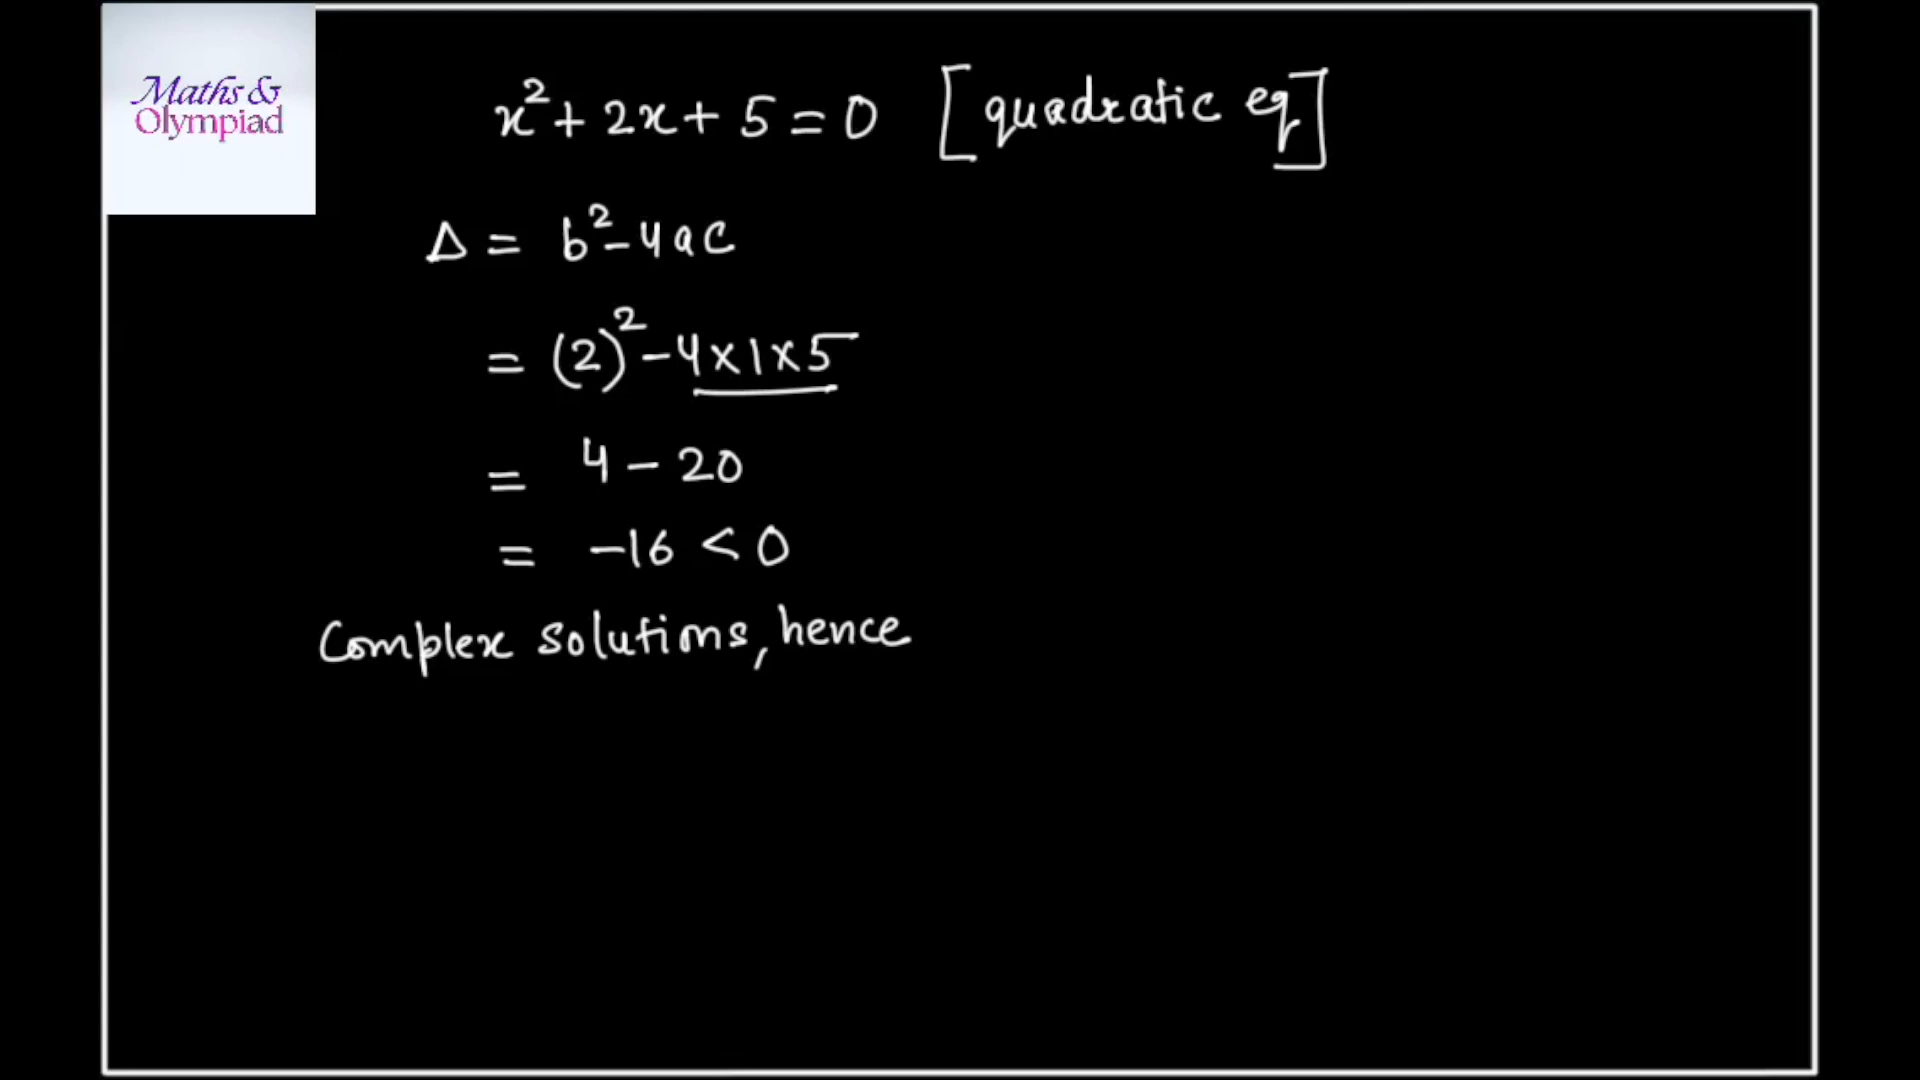 Maths &
Olympiad
x² + 2x + 5 = 0 [quadratic eq]
Δ = b² - 4ac
= (2)² - 4 × 1 × 5
= 4 - 20
= -16 < 0
Complex solutions, hence